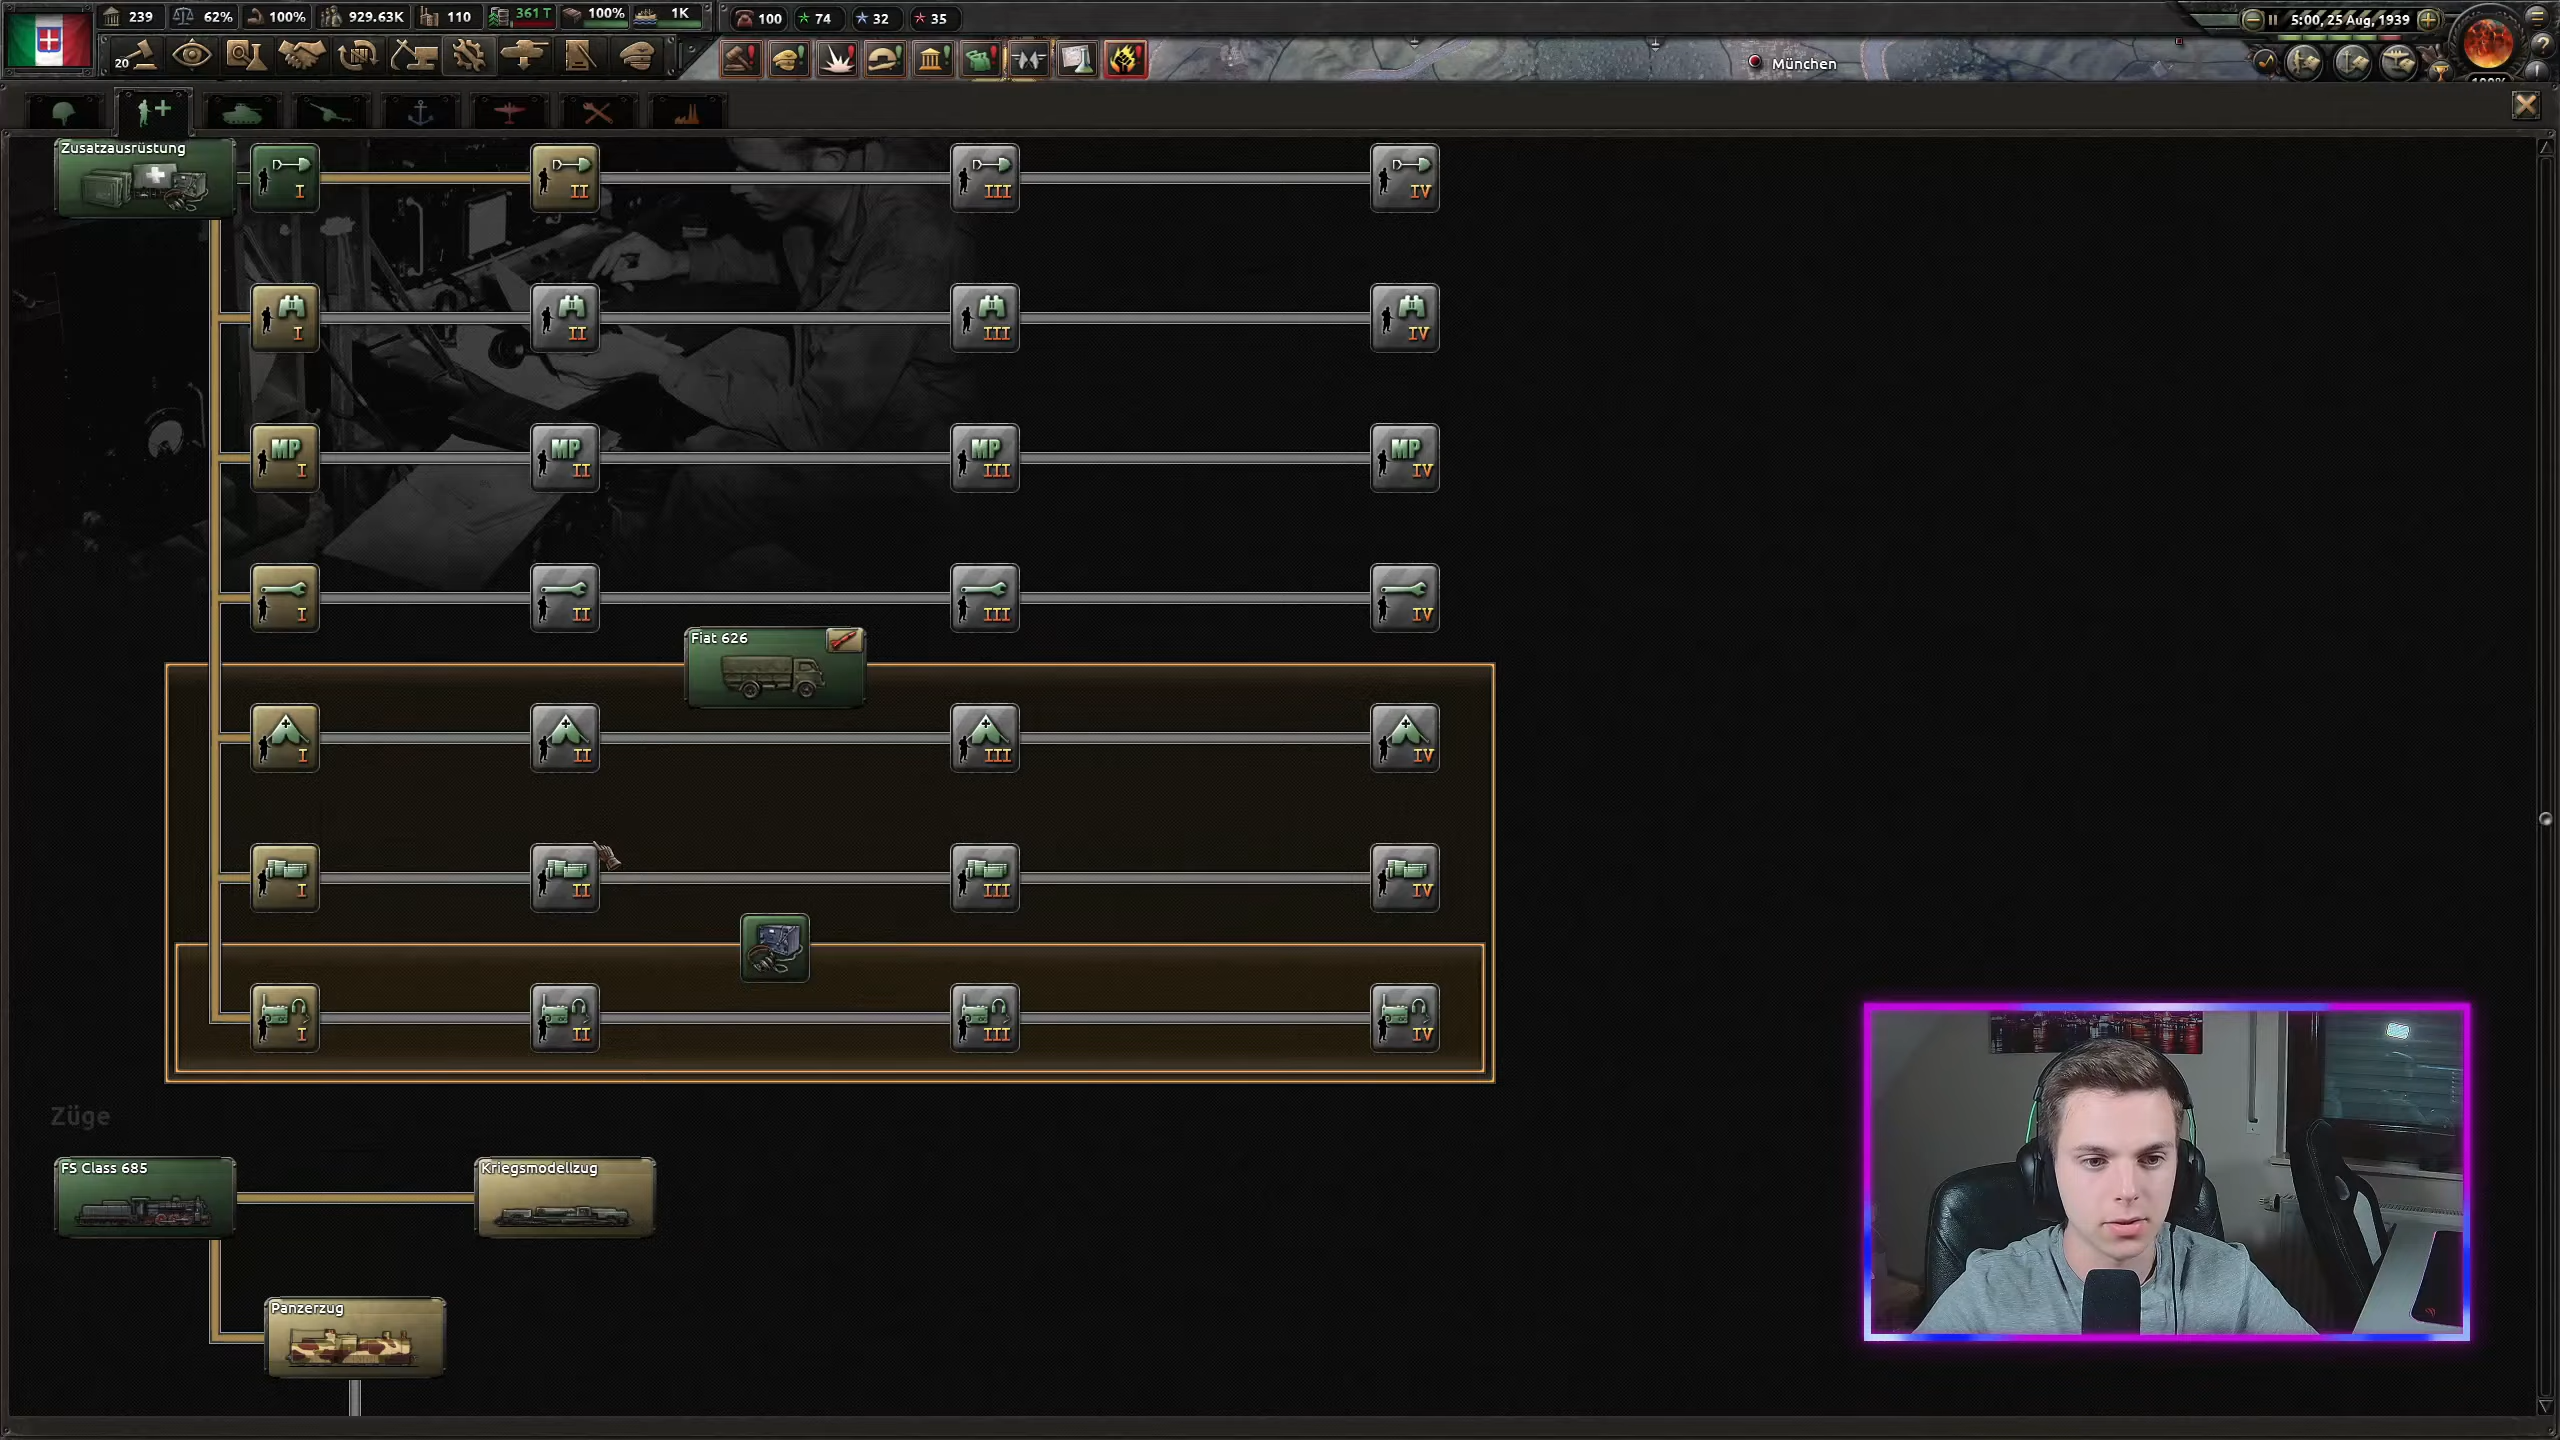 239 62% 100% 929.63K 110 361 T 100% 1K 100 74 32 35 5:00, 25 Aug, 1939
20
München
Zusatzausrüstung
I II III IV
I II III IV
MP I MP II MP III MP IV
I II III IV
Fiat 626
I II III IV
I II III IV
I II III IV
Züge
FS Class 685
Kriegsmodellzug
Panzerzug